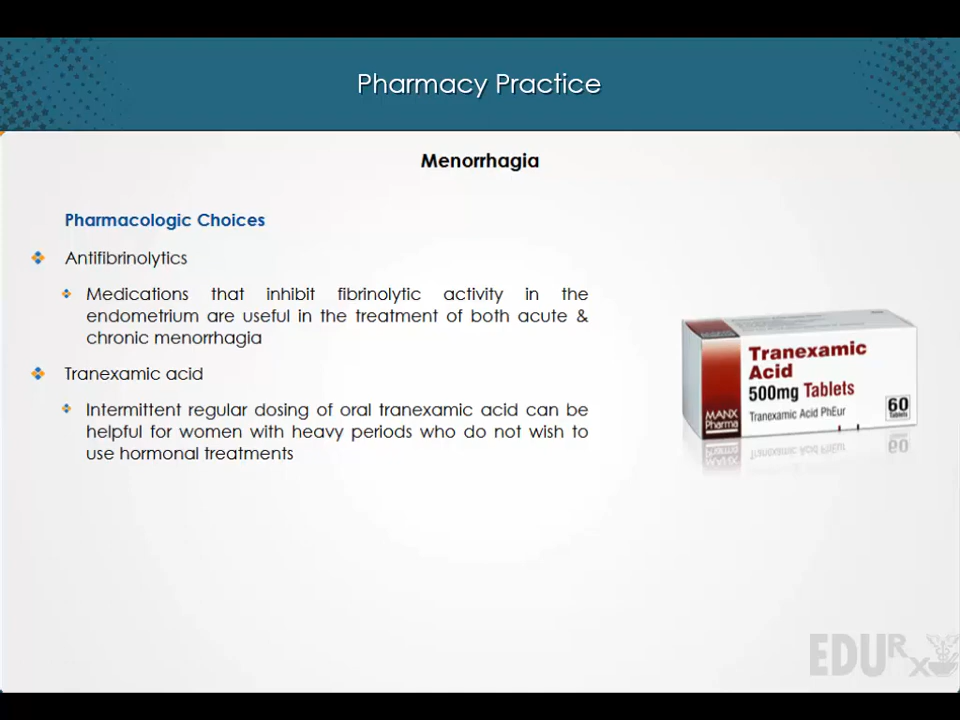 Pharmacy Practice
Menorrhagia
Pharmacologic Choices
Antifibrinolytics
Medications that inhibit fibrinolytic activity in the
endometrium are useful in the treatment of both acute &
chronic menorrhagia
Tranexamic acid
Intermittent regular dosing of oral tranexamic acid can be
helpful for women with heavy periods who do not wish to
use hormonal treatments
Tranexamic
Acid
500mg Tablets
Tranexamic Acid PhEur
MANX
Pharma
60
Tablets
EDURx